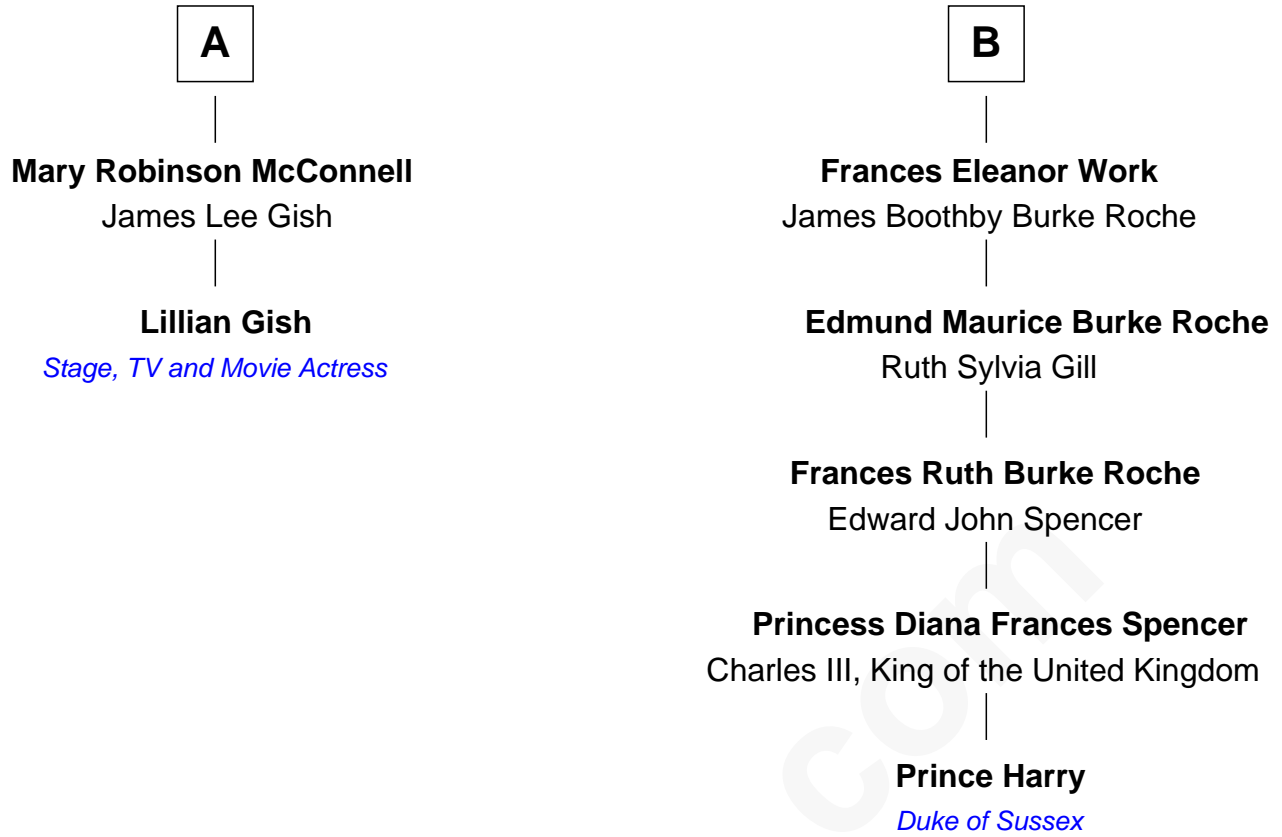 A
Mary Robinson McConnell
James Lee Gish
Lillian Gish
Stage, TV and Movie Actress
B
Frances Eleanor Work
James Boothby Burke Roche
Edmund Maurice Burke Roche
Ruth Sylvia Gill
Frances Ruth Burke Roche
Edward John Spencer
Princess Diana Frances Spencer
Charles III, King of the United Kingdom
Prince Harry
Duke of Sussex
com